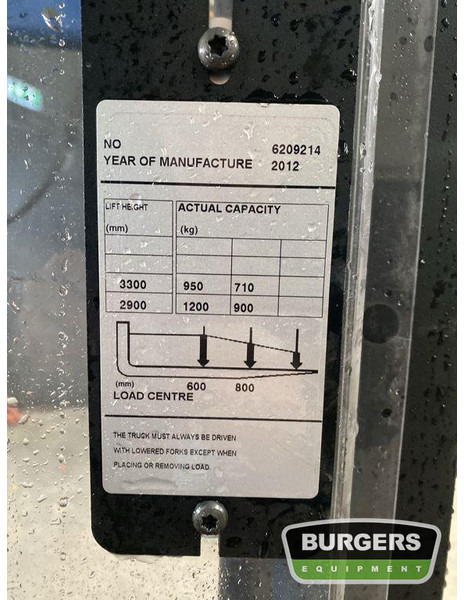 NO 6209214
YEAR OF MANUFACTURE 2012
LIFT HEIGHT ACTUAL CAPACITY
(mm) (kg)
3300 950 710
2900 1200 900
(mm) 600 800
LOAD CENTRE
THE TRUCK MUST ALWAYS BE DRIVEN
WITH LOWERED FORKS EXCEPT WHEN
PLACING OR REMOVING LOAD.
BURGERS
EQUIPMENT